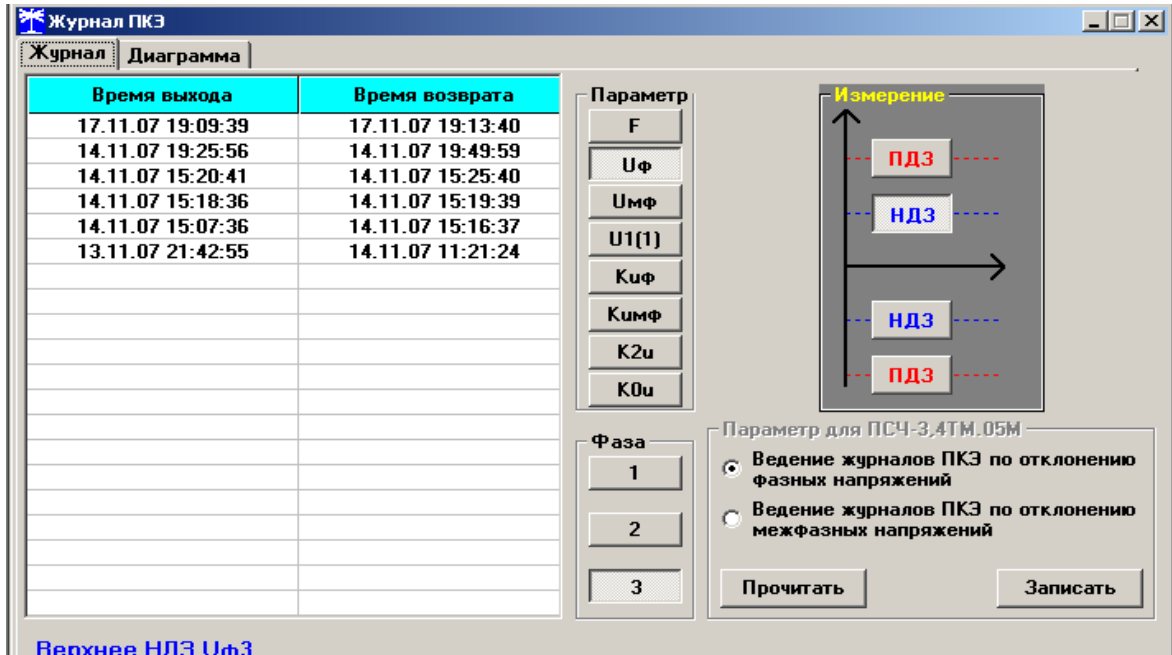 Журнал ПКЭ
Журнал Диаграмма
Время выхода Время возврата
17.11.07 19:09:39 17.11.07 19:13:40
14.11.07 19:25:56 14.11.07 19:49:59
14.11.07 15:20:41 14.11.07 15:25:40
14.11.07 15:18:36 14.11.07 15:19:39
14.11.07 15:07:36 14.11.07 15:16:37
13.11.07 21:42:55 14.11.07 11:21:24
Параметр
F
Uф
Uмф
U1(1)
Kuф
Kuмф
K2u
K0u
Фаза
1
2
3
Измерение
ПДЗ
НДЗ
НДЗ
ПДЗ
Параметр для ПСЧ-3,4ТМ.05М
Ведение журналов ПКЭ по отклонению
фазных напряжений
Ведение журналов ПКЭ по отклонению
межфазных напряжений
Прочитать Записать
Верхнее НДЗ Uф3